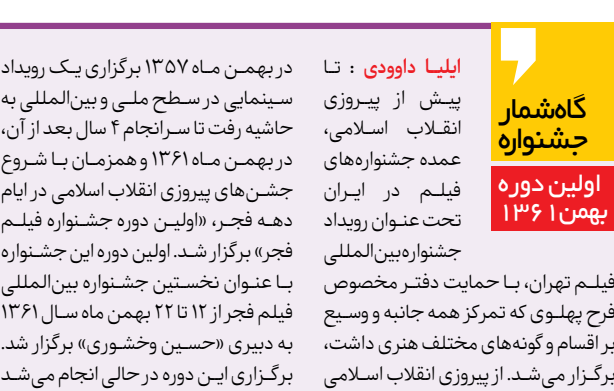 گاه‌شمار
جشنواره
اولین دوره
بهمن ۱۳۶۱
ایلیا داوودی : تا
پیش از پیروزی
انقلاب اسلامی،
عمده جشنواره‌های
فیلم در ایران
تحت عنوان رویداد
جشنواره بین‌المللی
فیلم تهران، با حمایت دفتر مخصوص
فرح پهلوی که تمرکز همه جانبه و وسیع
بر اقسام و گونه‌های مختلف هنری داشت،
برگزار می‌شد. از پیروزی انقلاب اسلامی
در بهمن ماه ۱۳۵۷ برگزاری یک رویداد
سینمایی در سطح ملی و بین‌المللی به
حاشیه رفت تا سرانجام ۴ سال بعد از آن،
در بهمن ماه ۱۳۶۱ و همزمان با شروع
جشن‌های پیروزی انقلاب اسلامی در ایام
دهه فجر، «اولین دوره جشنواره فیلم
فجر» برگزار شد. اولین دوره این جشنواره
با عنوان نخستین جشنواره بین‌المللی
فیلم فجر از ۱۲ تا ۲۲ بهمن ماه سال ۱۳۶۱
به دبیری «حسین وخشوری» برگزار شد.
برگزاری این دوره در حالی انجام می‌شد